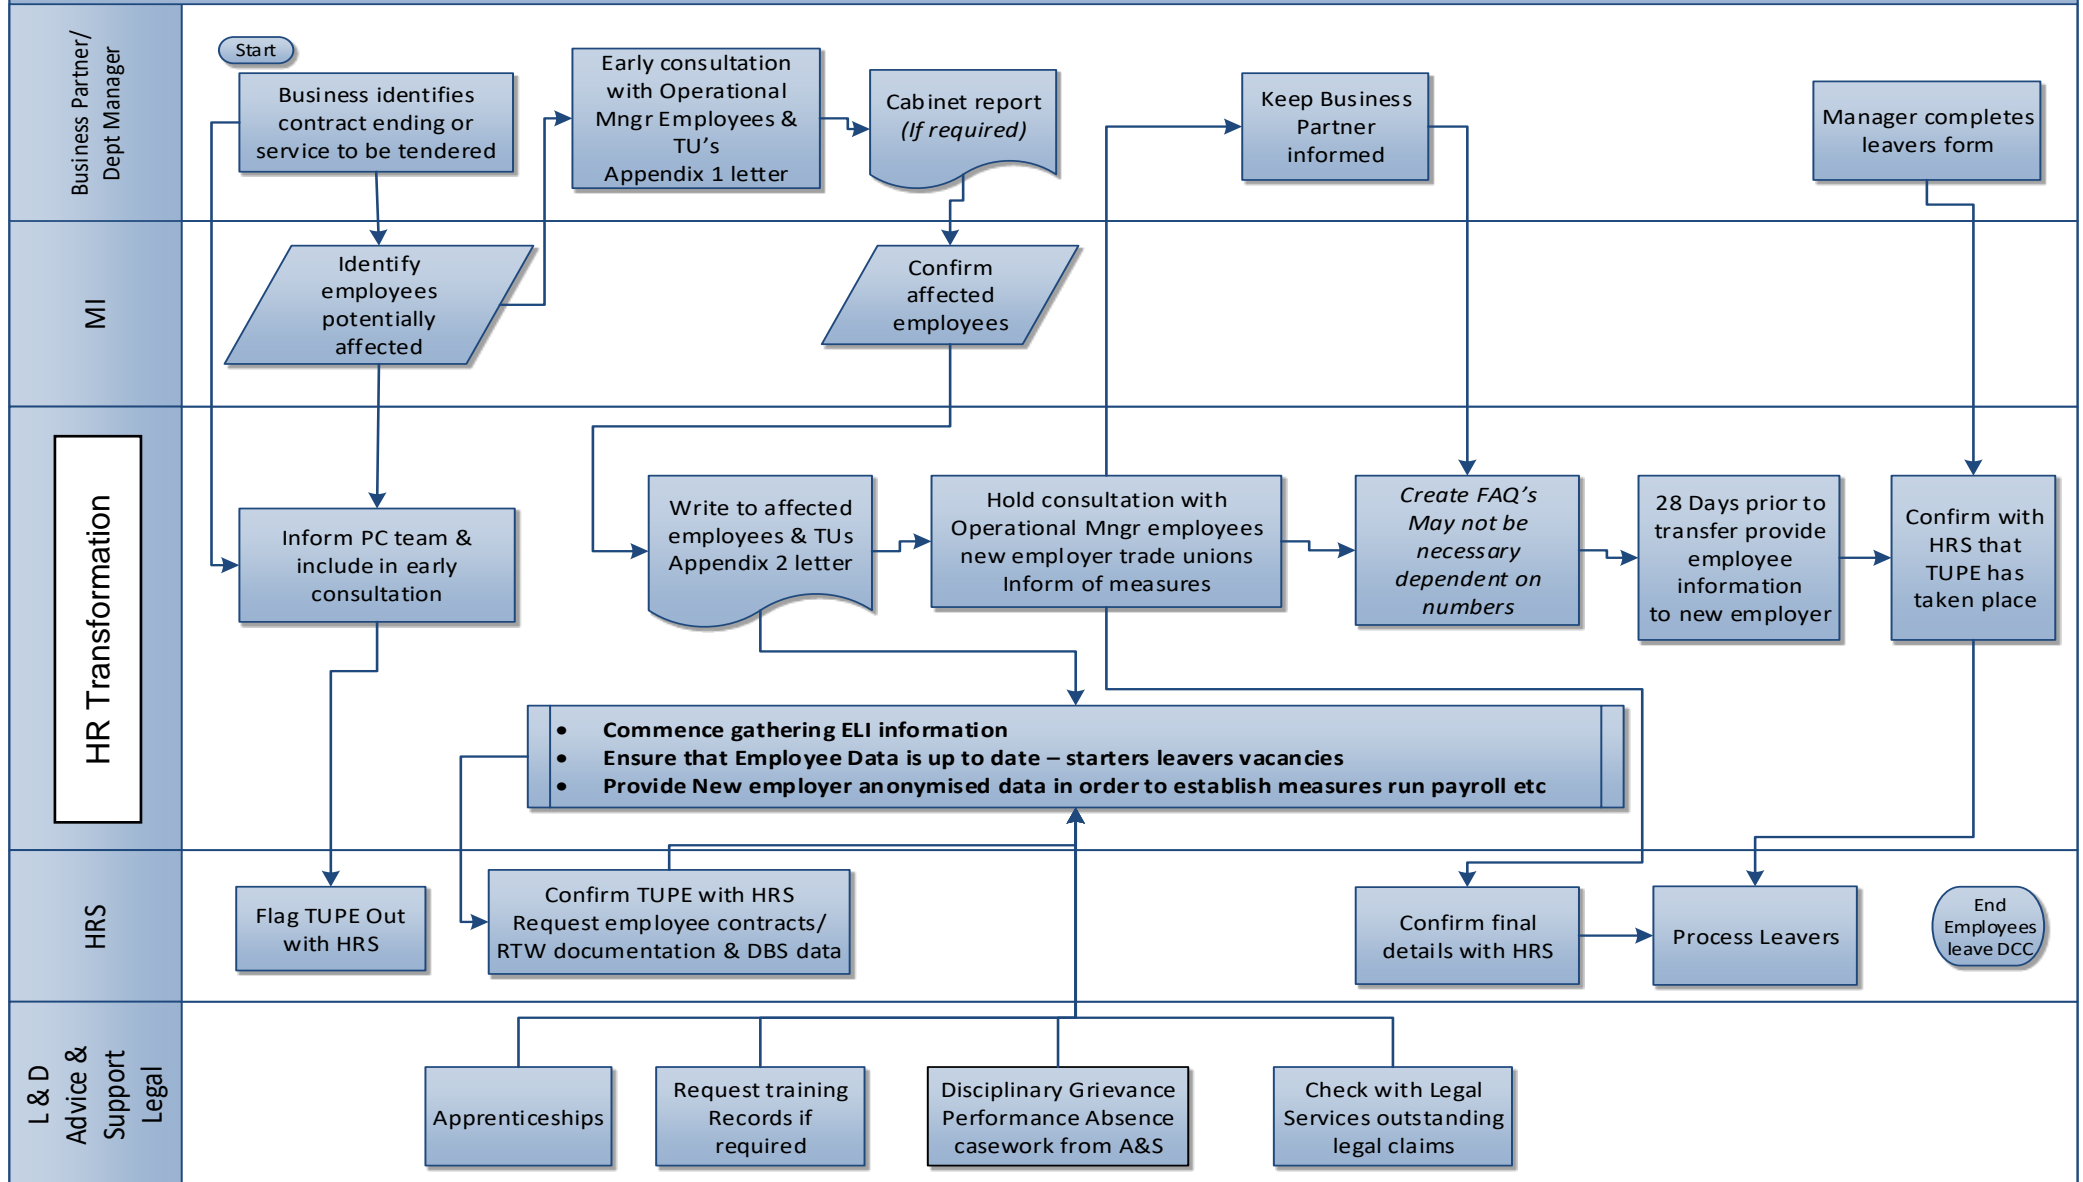 Business Partner/
Dept Manager
Start
Business identifies
contract ending or
service to be tendered
Early consultation
with Operational
Mngr Employees &
TU's
Appendix 1 letter
Cabinet report
(If required)
Keep Business
Partner
informed
Manager completes
leavers form
MI
Identify
employees
potentially
affected
Confirm
affected
employees
HR Transformation
Inform PC team &
include in early
consultation
Write to affected
employees & TUs
Appendix 2 letter
Hold consultation with
Operational Mngr employees
new employer trade unions
Inform of measures
Create FAQ's
May not be
necessary
dependent on
numbers
28 Days prior to
transfer provide
employee
information
to new employer
Confirm with
HRS that
TUPE has
taken place
• Commence gathering ELI information
• Ensure that Employee Data is up to date – starters leavers vacancies
• Provide New employer anonymised data in order to establish measures run payroll etc
HRS
Flag TUPE Out
with HRS
Confirm TUPE with HRS
Request employee contracts/
RTW documentation & DBS data
Confirm final
details with HRS
Process Leavers
End
Employees
leave DCC
L & D
Advice &
Support
Legal
Apprenticeships
Request training
Records if
required
Disciplinary Grievance
Performance Absence
casework from A&S
Check with Legal
Services outstanding
legal claims